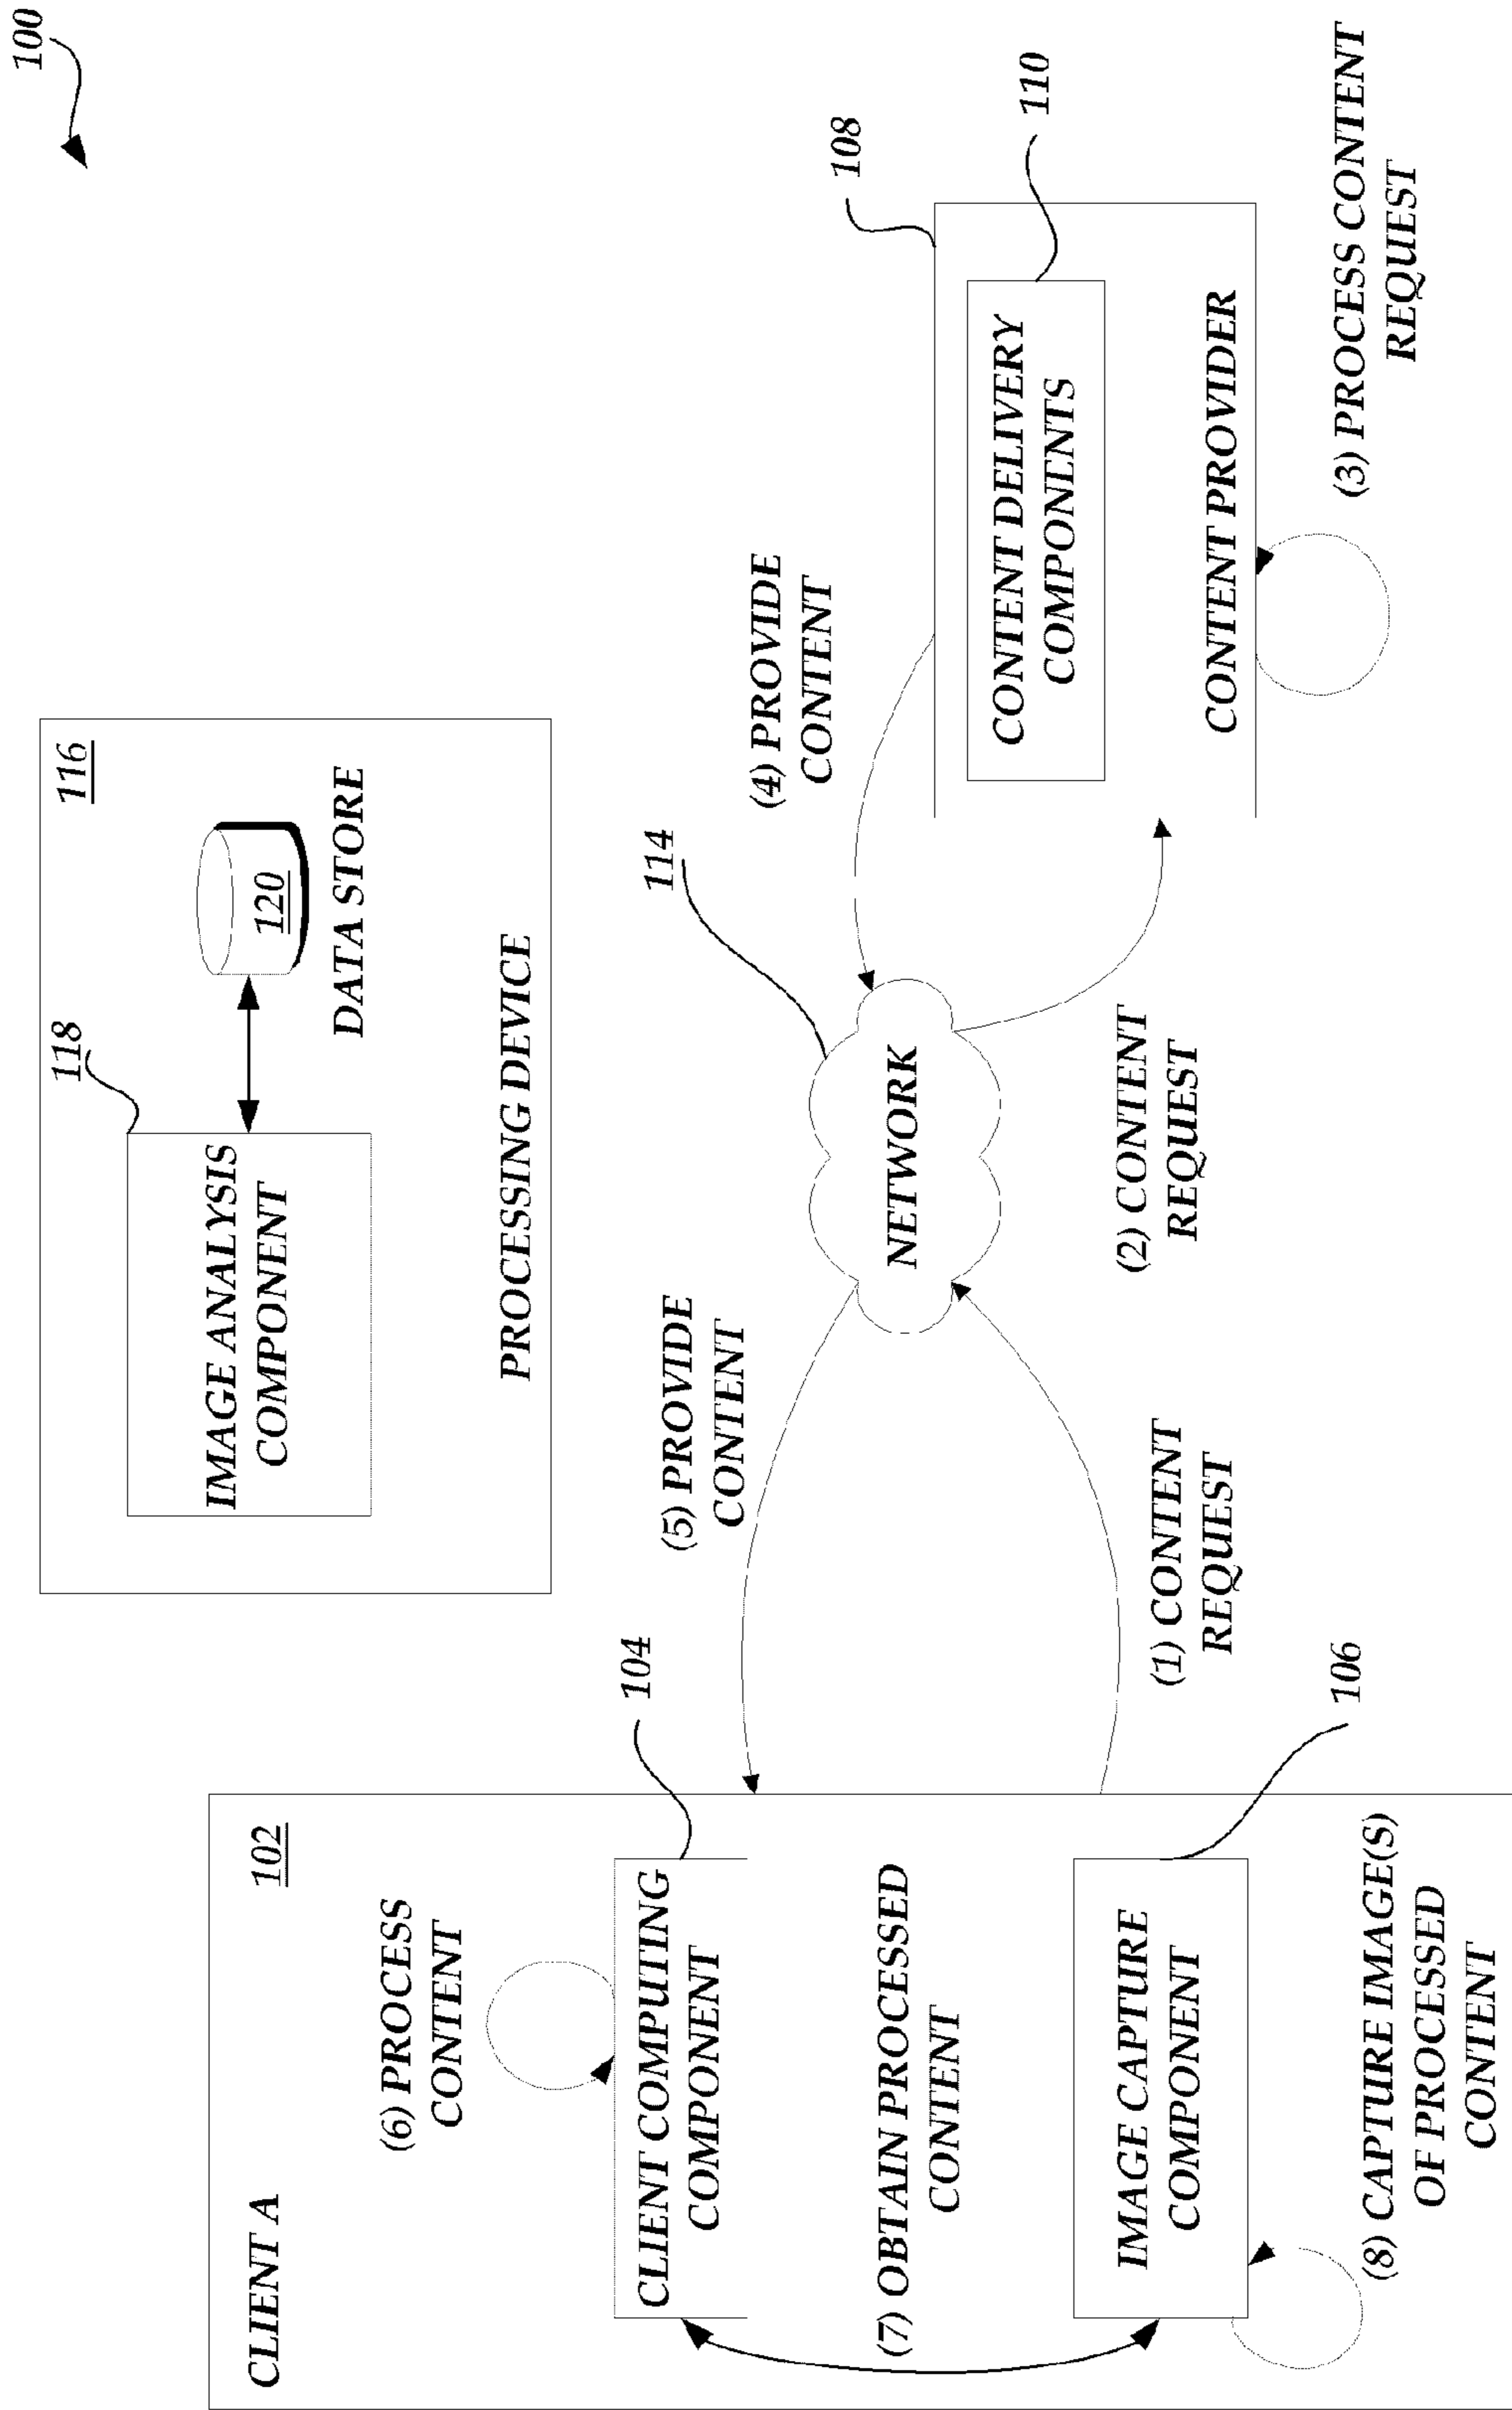 100
116
118
IMAGE ANALYSIS
COMPONENT
120
DATA STORE
PROCESSING DEVICE
CLIENT A
102
(6) PROCESS
CONTENT
104
CLIENT COMPUTING
COMPONENT
(7) OBTAIN PROCESSED
CONTENT
IMAGE CAPTURE
COMPONENT
106
(8) CAPTURE IMAGE(S)
OF PROCESSED
CONTENT
(5) PROVIDE
CONTENT
(1) CONTENT
REQUEST
114
NETWORK
(2) CONTENT
REQUEST
(4) PROVIDE
CONTENT
108
110
CONTENT DELIVERY
COMPONENTS
CONTENT PROVIDER
(3) PROCESS CONTENT
REQUEST